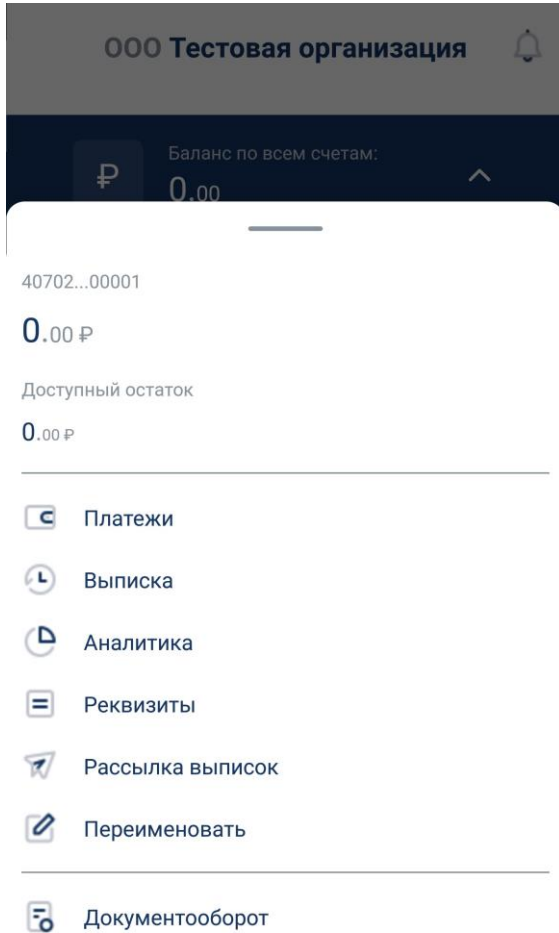 ООО Тестовая организация
₽
Баланс по всем счетам:
0.00
40702...00001
0.00 ₽
Доступный остаток
0.00 ₽
Платежи
Выписка
Аналитика
Реквизиты
Рассылка выписок
Переименовать
Документооборот